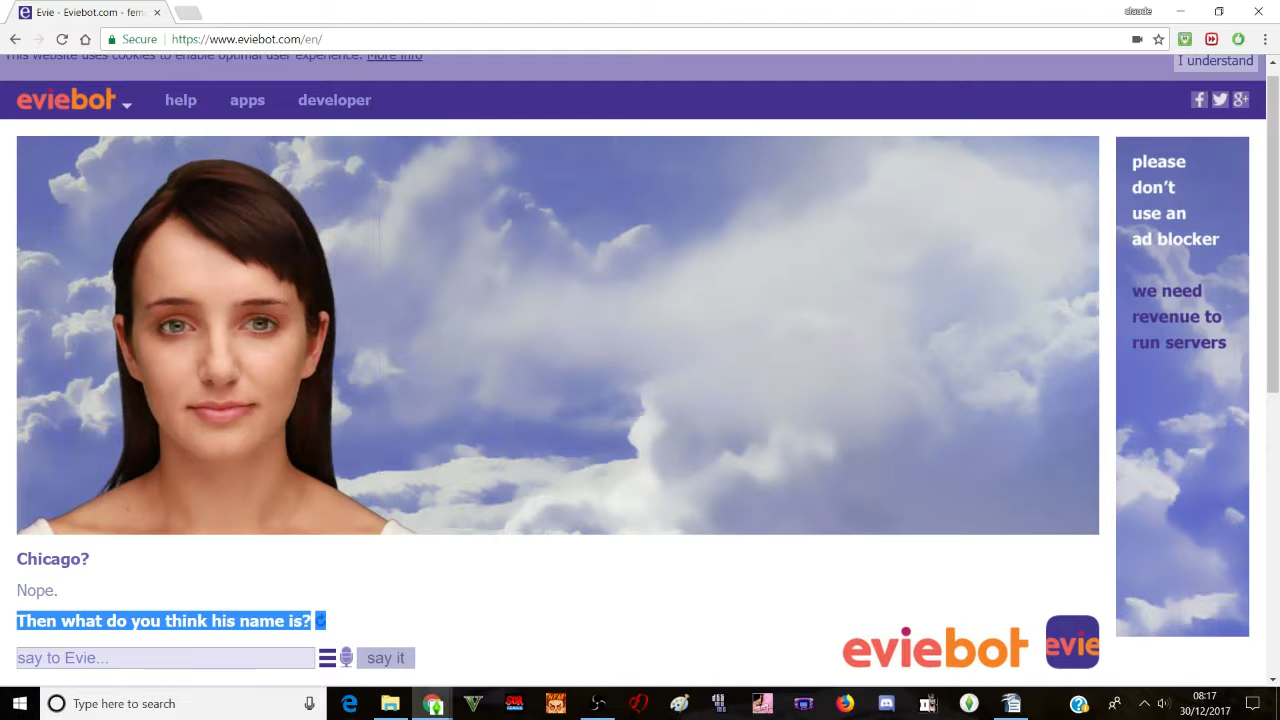 Evie - Eviebot.com - fem
claude
Secure
https://www.eviebot.com/en/
This website uses cookies to enable optimal user experience. More info
I understand
eviebot
help
apps
developer
please
don't
use an
ad blocker
we need
revenue to
run servers
Chicago?
Nope.
Then what do you think his name is?
say to Evie...
say it
eviebot
evie
Type here to search
08:17
30/12/2017